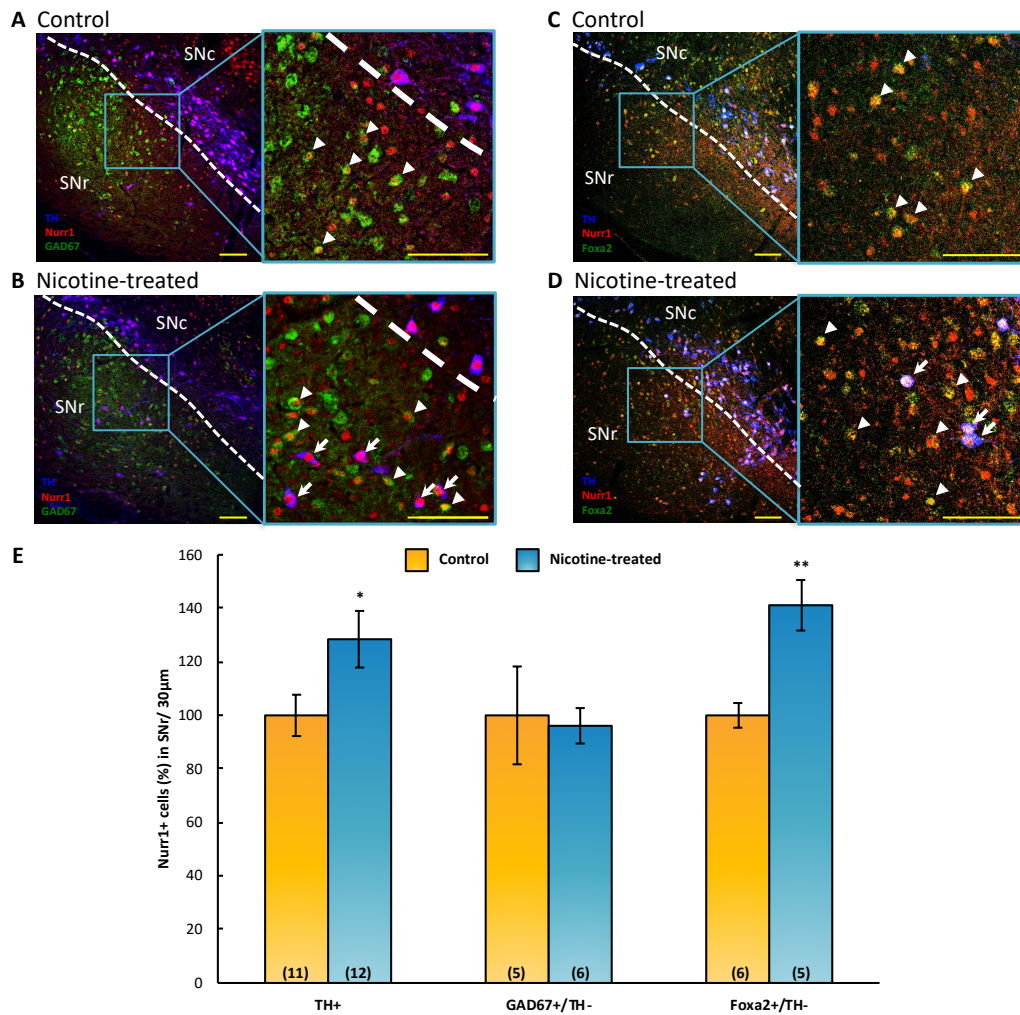 A Control
SNc
SNr
TH
Nurr1
GAD67
B Nicotine-treated
SNc
SNr
TH
Nurr1
GAD67
C Control
SNc
SNr
TH
Nurr1
Foxa2
D Nicotine-treated
SNc
SNr
TH
Nurr1
Foxa2
E
Control
Nicotine-treated
Nurr1+ cells (%) in SNr/ 30µm
160
140
120
100
80
60
40
20
0
*
**
(11)
(12)
(5)
(6)
(6)
(5)
TH+
GAD67+/TH-
Foxa2+/TH-